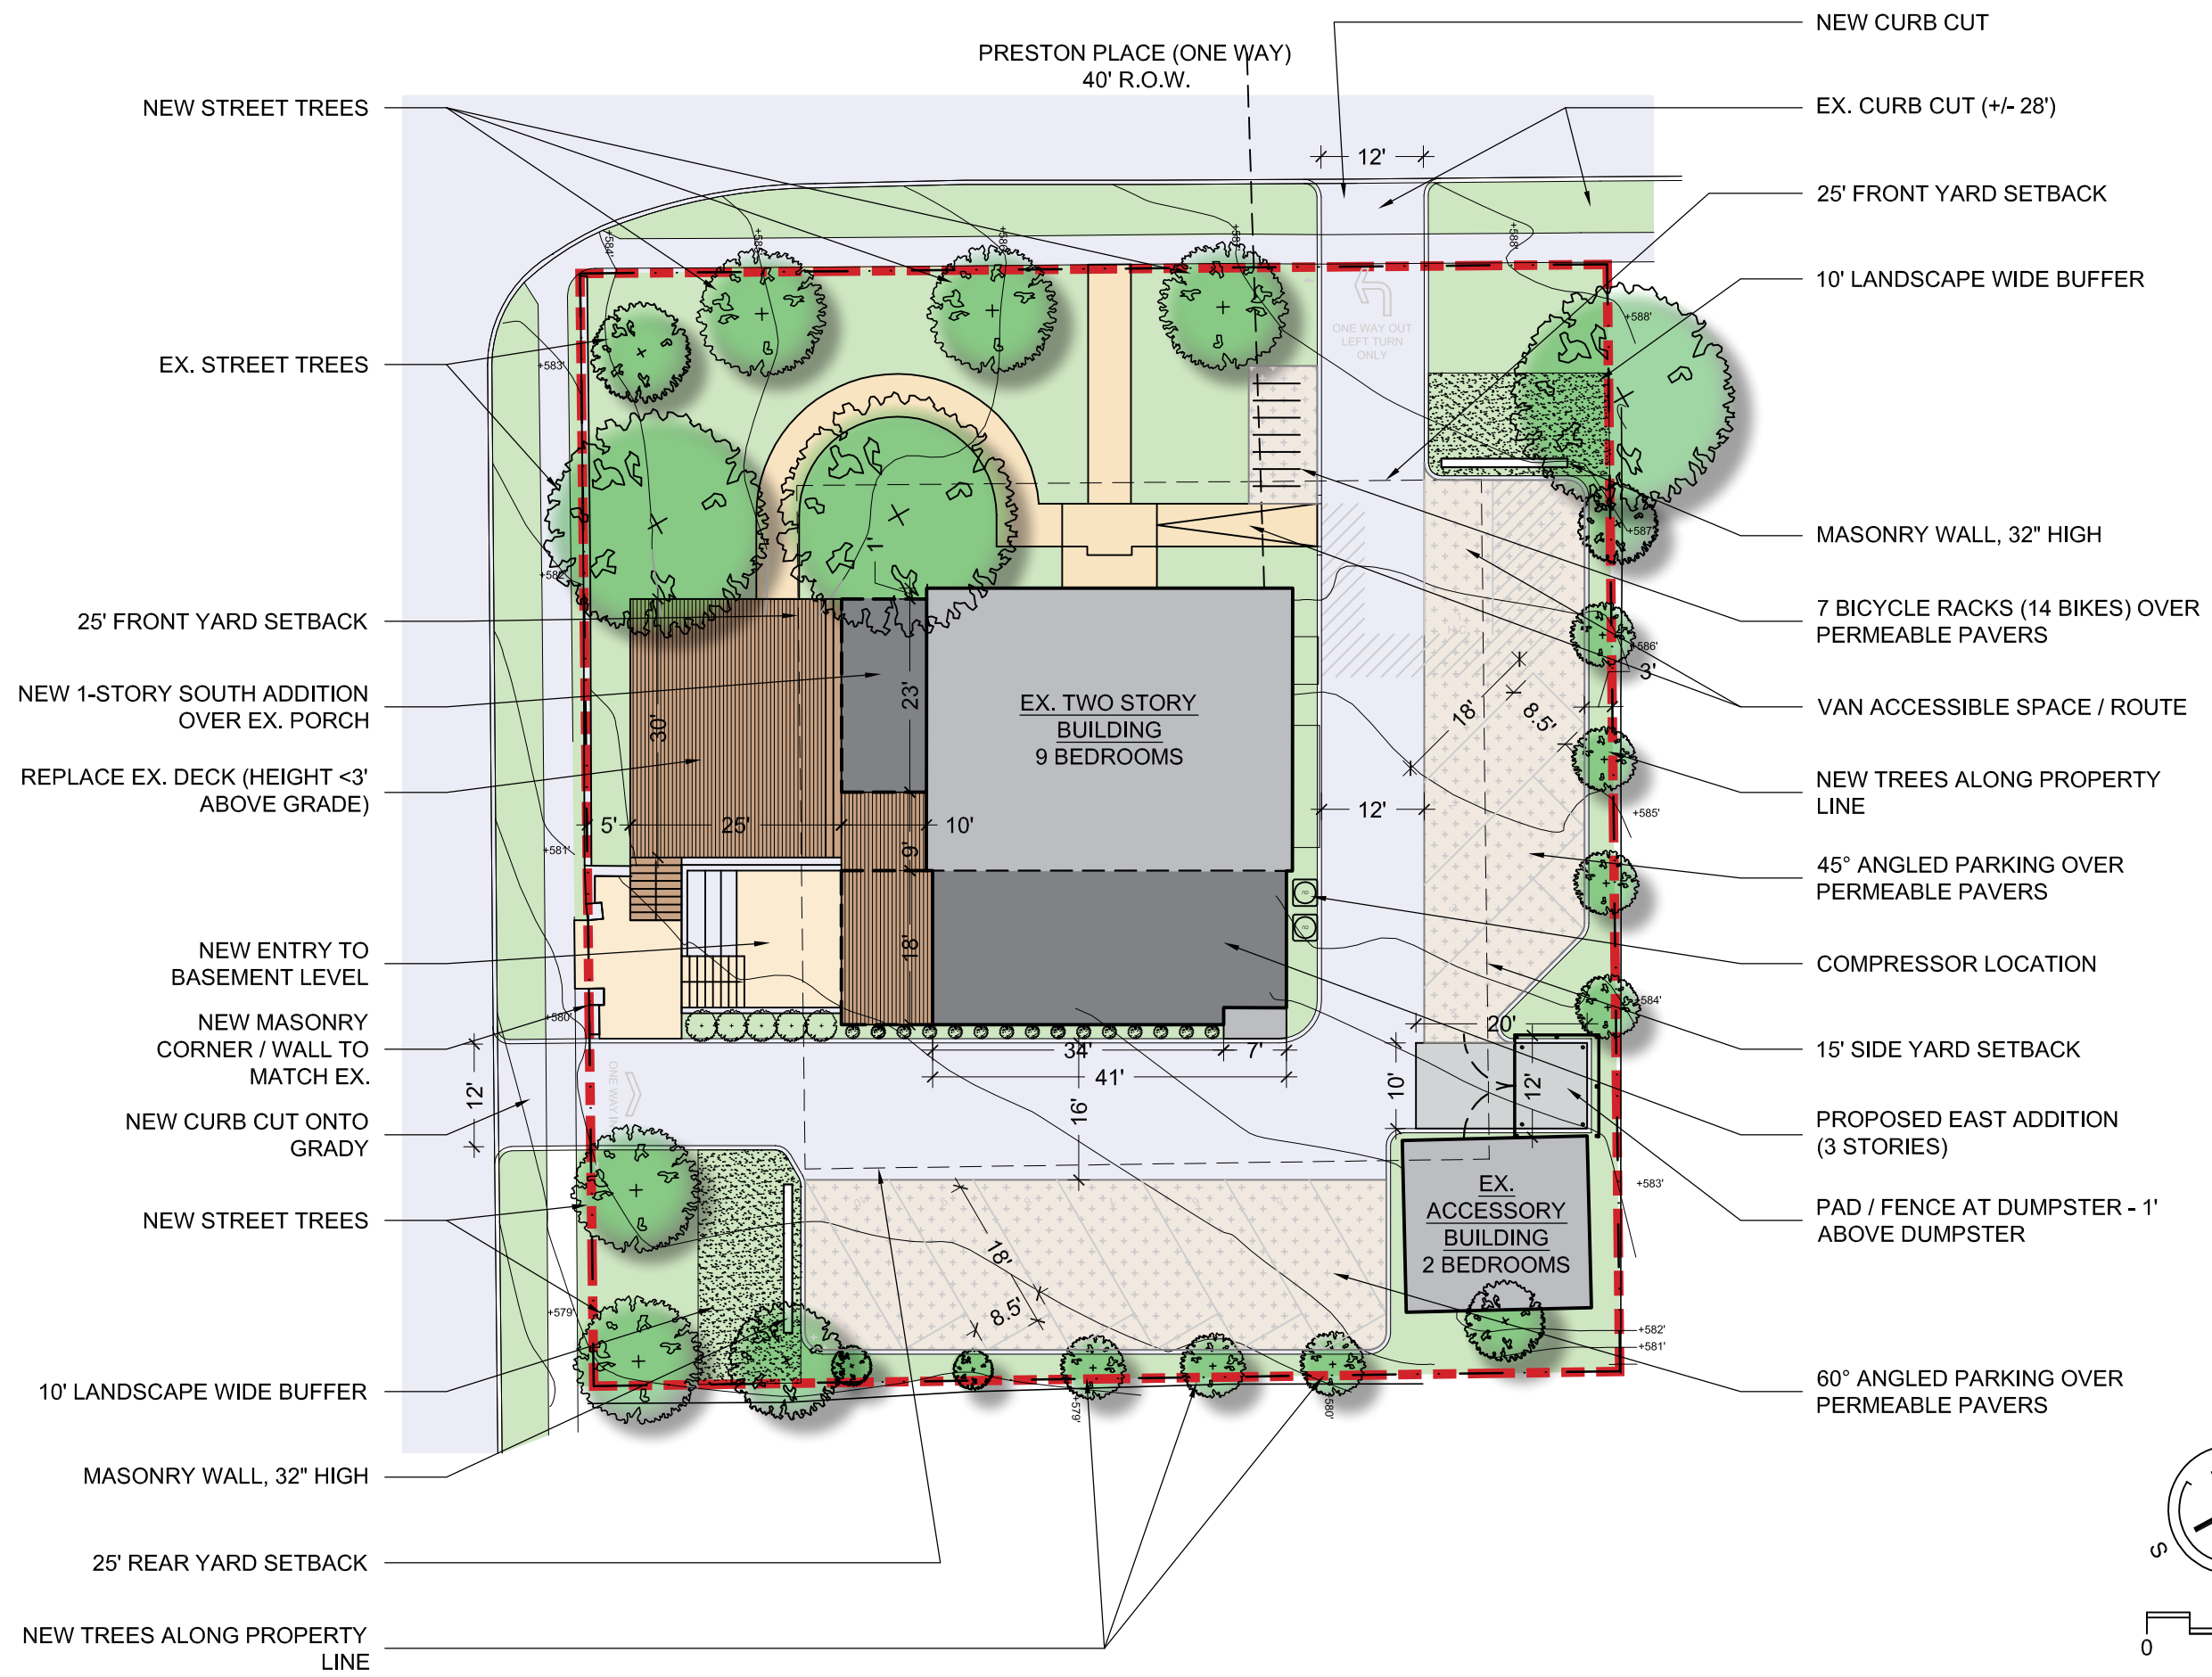 PRESTON PLACE (ONE WAY)
40' R.O.W.
NEW CURB CUT
EX. CURB CUT (+/- 28')
25' FRONT YARD SETBACK
10' LANDSCAPE WIDE BUFFER
MASONRY WALL, 32" HIGH
7 BICYCLE RACKS (14 BIKES) OVER
PERMEABLE PAVERS
VAN ACCESSIBLE SPACE / ROUTE
NEW TREES ALONG PROPERTY
LINE
45° ANGLED PARKING OVER
PERMEABLE PAVERS
COMPRESSOR LOCATION
15' SIDE YARD SETBACK
PROPOSED EAST ADDITION
(3 STORIES)
PAD / FENCE AT DUMPSTER - 1'
ABOVE DUMPSTER
60° ANGLED PARKING OVER
PERMEABLE PAVERS
NEW STREET TREES
EX. STREET TREES
25' FRONT YARD SETBACK
NEW 1-STORY SOUTH ADDITION
OVER EX. PORCH
REPLACE EX. DECK (HEIGHT <3'
ABOVE GRADE)
NEW ENTRY TO
BASEMENT LEVEL
NEW MASONRY
CORNER / WALL TO
MATCH EX.
NEW CURB CUT ONTO
GRADY
NEW STREET TREES
10' LANDSCAPE WIDE BUFFER
MASONRY WALL, 32" HIGH
25' REAR YARD SETBACK
NEW TREES ALONG PROPERTY
LINE
12'
+584'
+586'
+588'
ONE WAY OUT
LEFT TURN
ONLY
+588'
+583'
+587'
+582'
1'
+586'
3'
23'
30'
EX. TWO STORY
BUILDING
9 BEDROOMS
18'
8.5'
5'
25'
10'
12'
+585'
9'
+581'
18'
+584'
+580'
20'
34'
7'
41'
12'
ONE WAY IN
16'
10'
12'
+583'
EX.
ACCESSORY
BUILDING
2 BEDROOMS
18'
8.5'
+579'
+582'
+581'
+579'
+580'
S
0